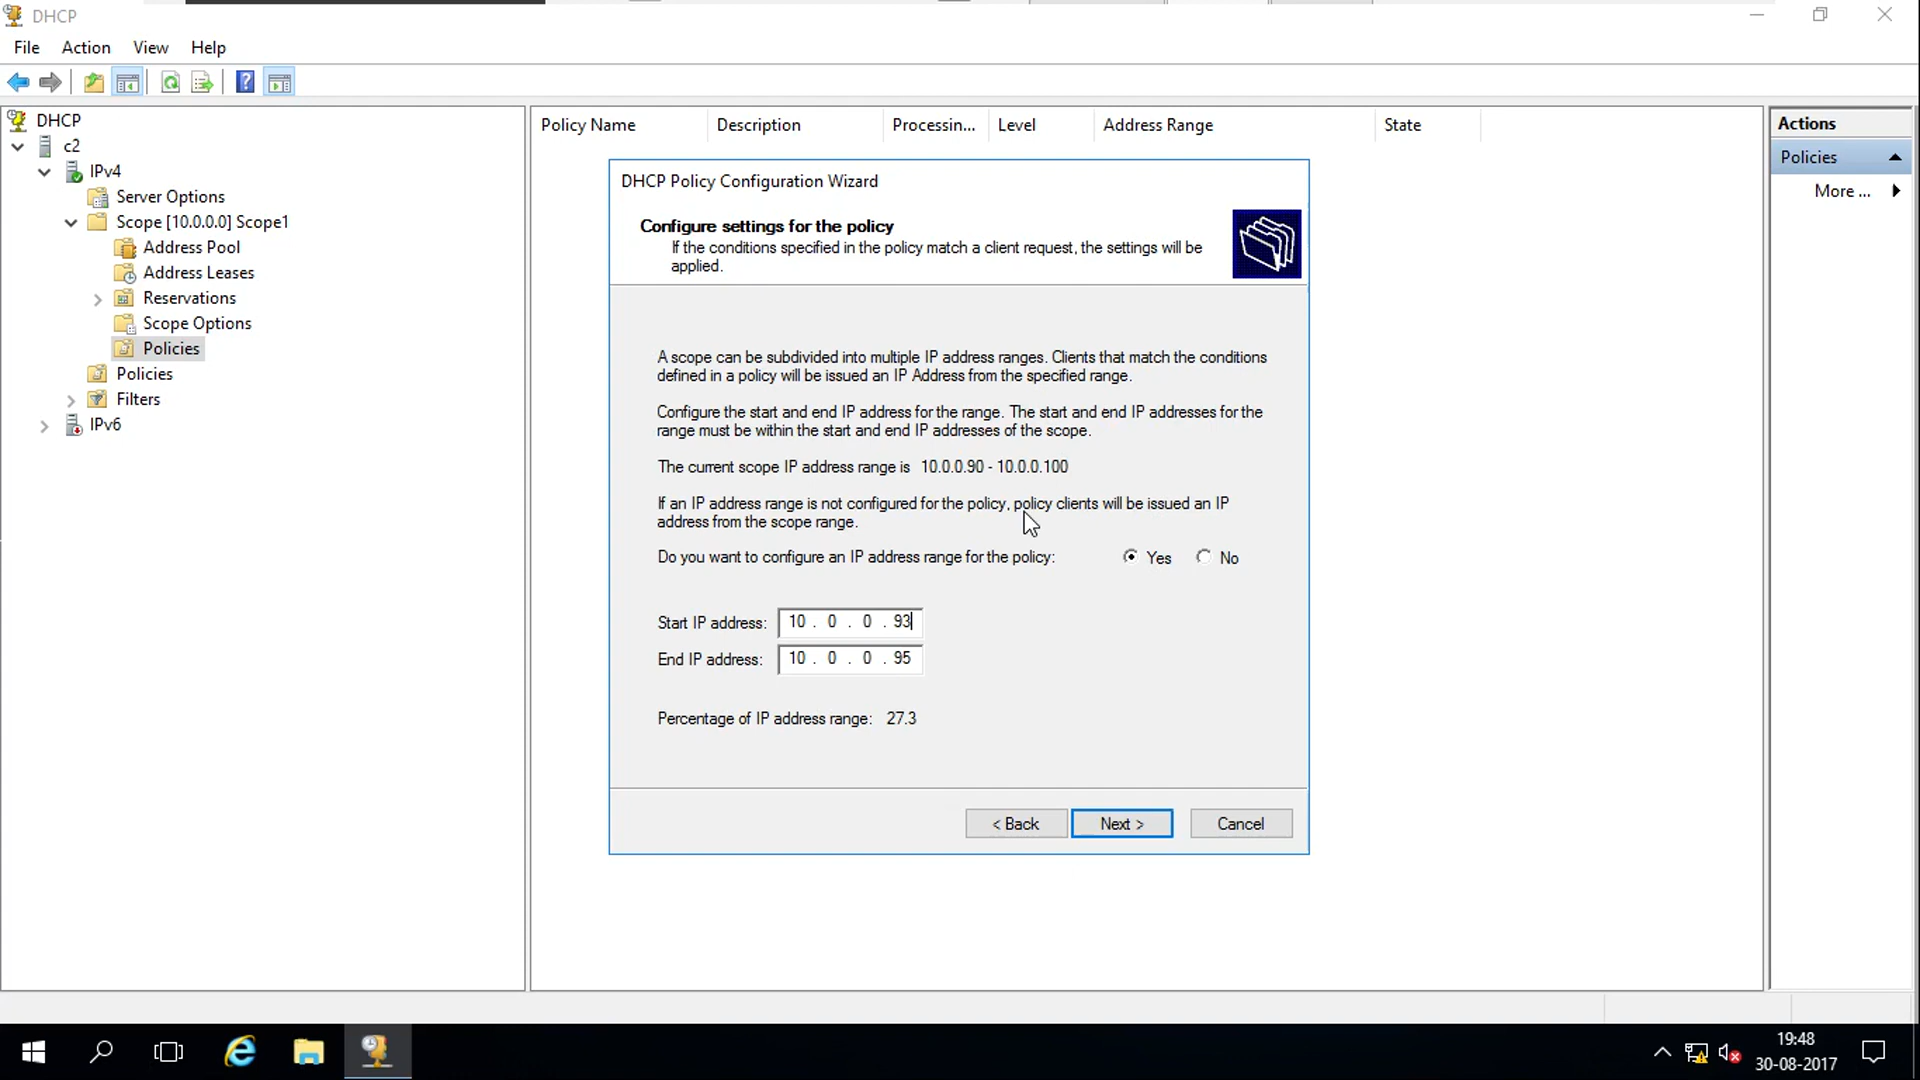 DHCP
File Action View Help
DHCP
c2
IPv4
Server Options
Scope [10.0.0.0] Scope1
Address Pool
Address Leases
Reservations
Scope Options
Policies
Policies
Filters
IPv6
Policy Name Description Processin... Level Address Range State
DHCP Policy Configuration Wizard
Configure settings for the policy
If the conditions specified in the policy match a client request, the settings will be
applied.
A scope can be subdivided into multiple IP address ranges. Clients that match the conditions
defined in a policy will be issued an IP Address from the specified range.
Configure the start and end IP address for the range. The start and end IP addresses for the
range must be within the start and end IP addresses of the scope.
The current scope IP address range is 10.0.0.90 - 10.0.0.100
If an IP address range is not configured for the policy, policy clients will be issued an IP
address from the scope range.
Do you want to configure an IP address range for the policy: Yes No
Start IP address: 10 . 0 . 0 . 93
End IP address: 10 . 0 . 0 . 95
Percentage of IP address range: 27.3
< Back Next > Cancel
Actions
Policies
More ...
19:48
30-08-2017